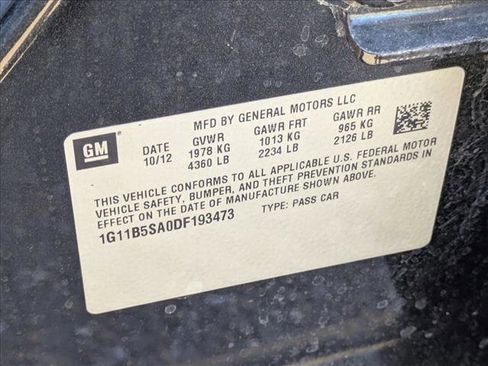 MFD BY GENERAL MOTORS LLC
GM DATE GVWR GAWR FRT GAWR RR
10/12 1978 KG 1013 KG 965 KG
4360 LB 2234 LB 2126 LB
THIS VEHICLE CONFORMS TO ALL APPLICABLE U.S. FEDERAL MOTOR
VEHICLE SAFETY, BUMPER, AND THEFT PREVENTION STANDARDS IN
EFFECT ON THE DATE OF MANUFACTURE SHOWN ABOVE.
1G11B5SA0DF193473 TYPE: PASS CAR